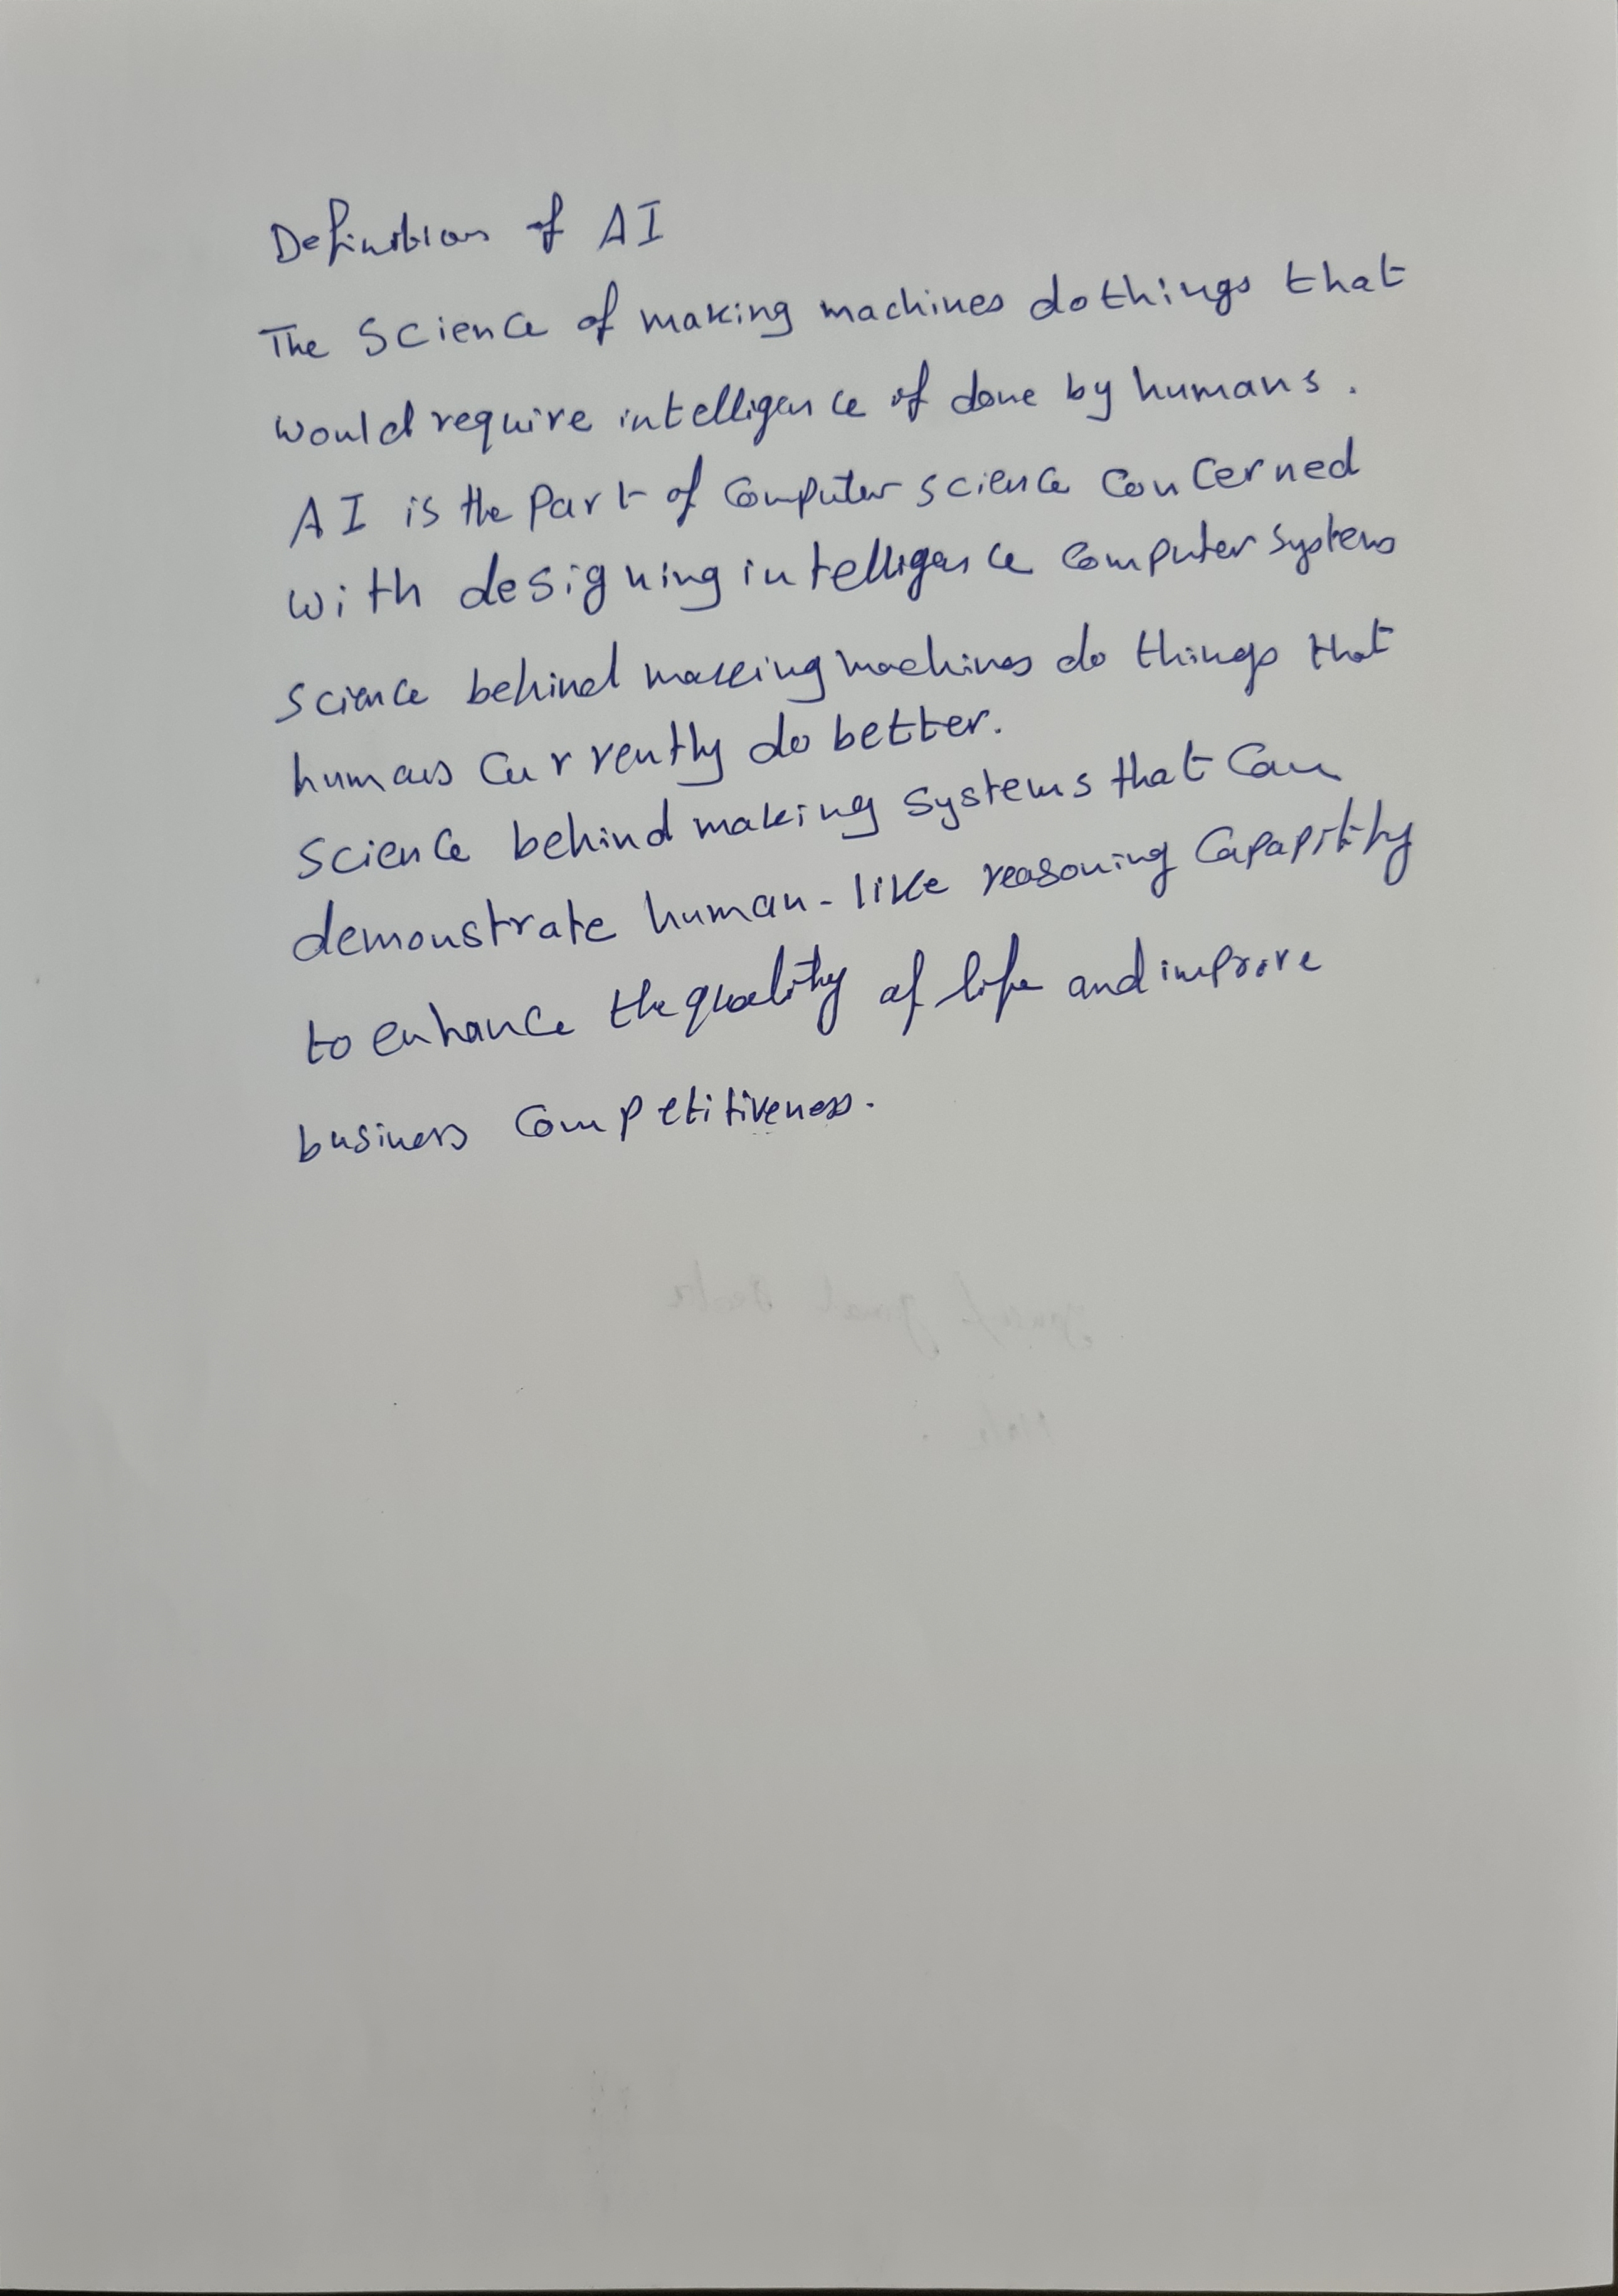 Definition of AI
The Science of making machines do things that
would require intelligence of done by humans.
AI is the Part of Computer science Concerned
with designing intelligence Computer Systems
Science behind making machines do things that
humans Currently do better.
Science behind making systems that Can
demonstrate human-like reasoning Capapitity
to enhance the quality of life and improve
business Competitiveness.